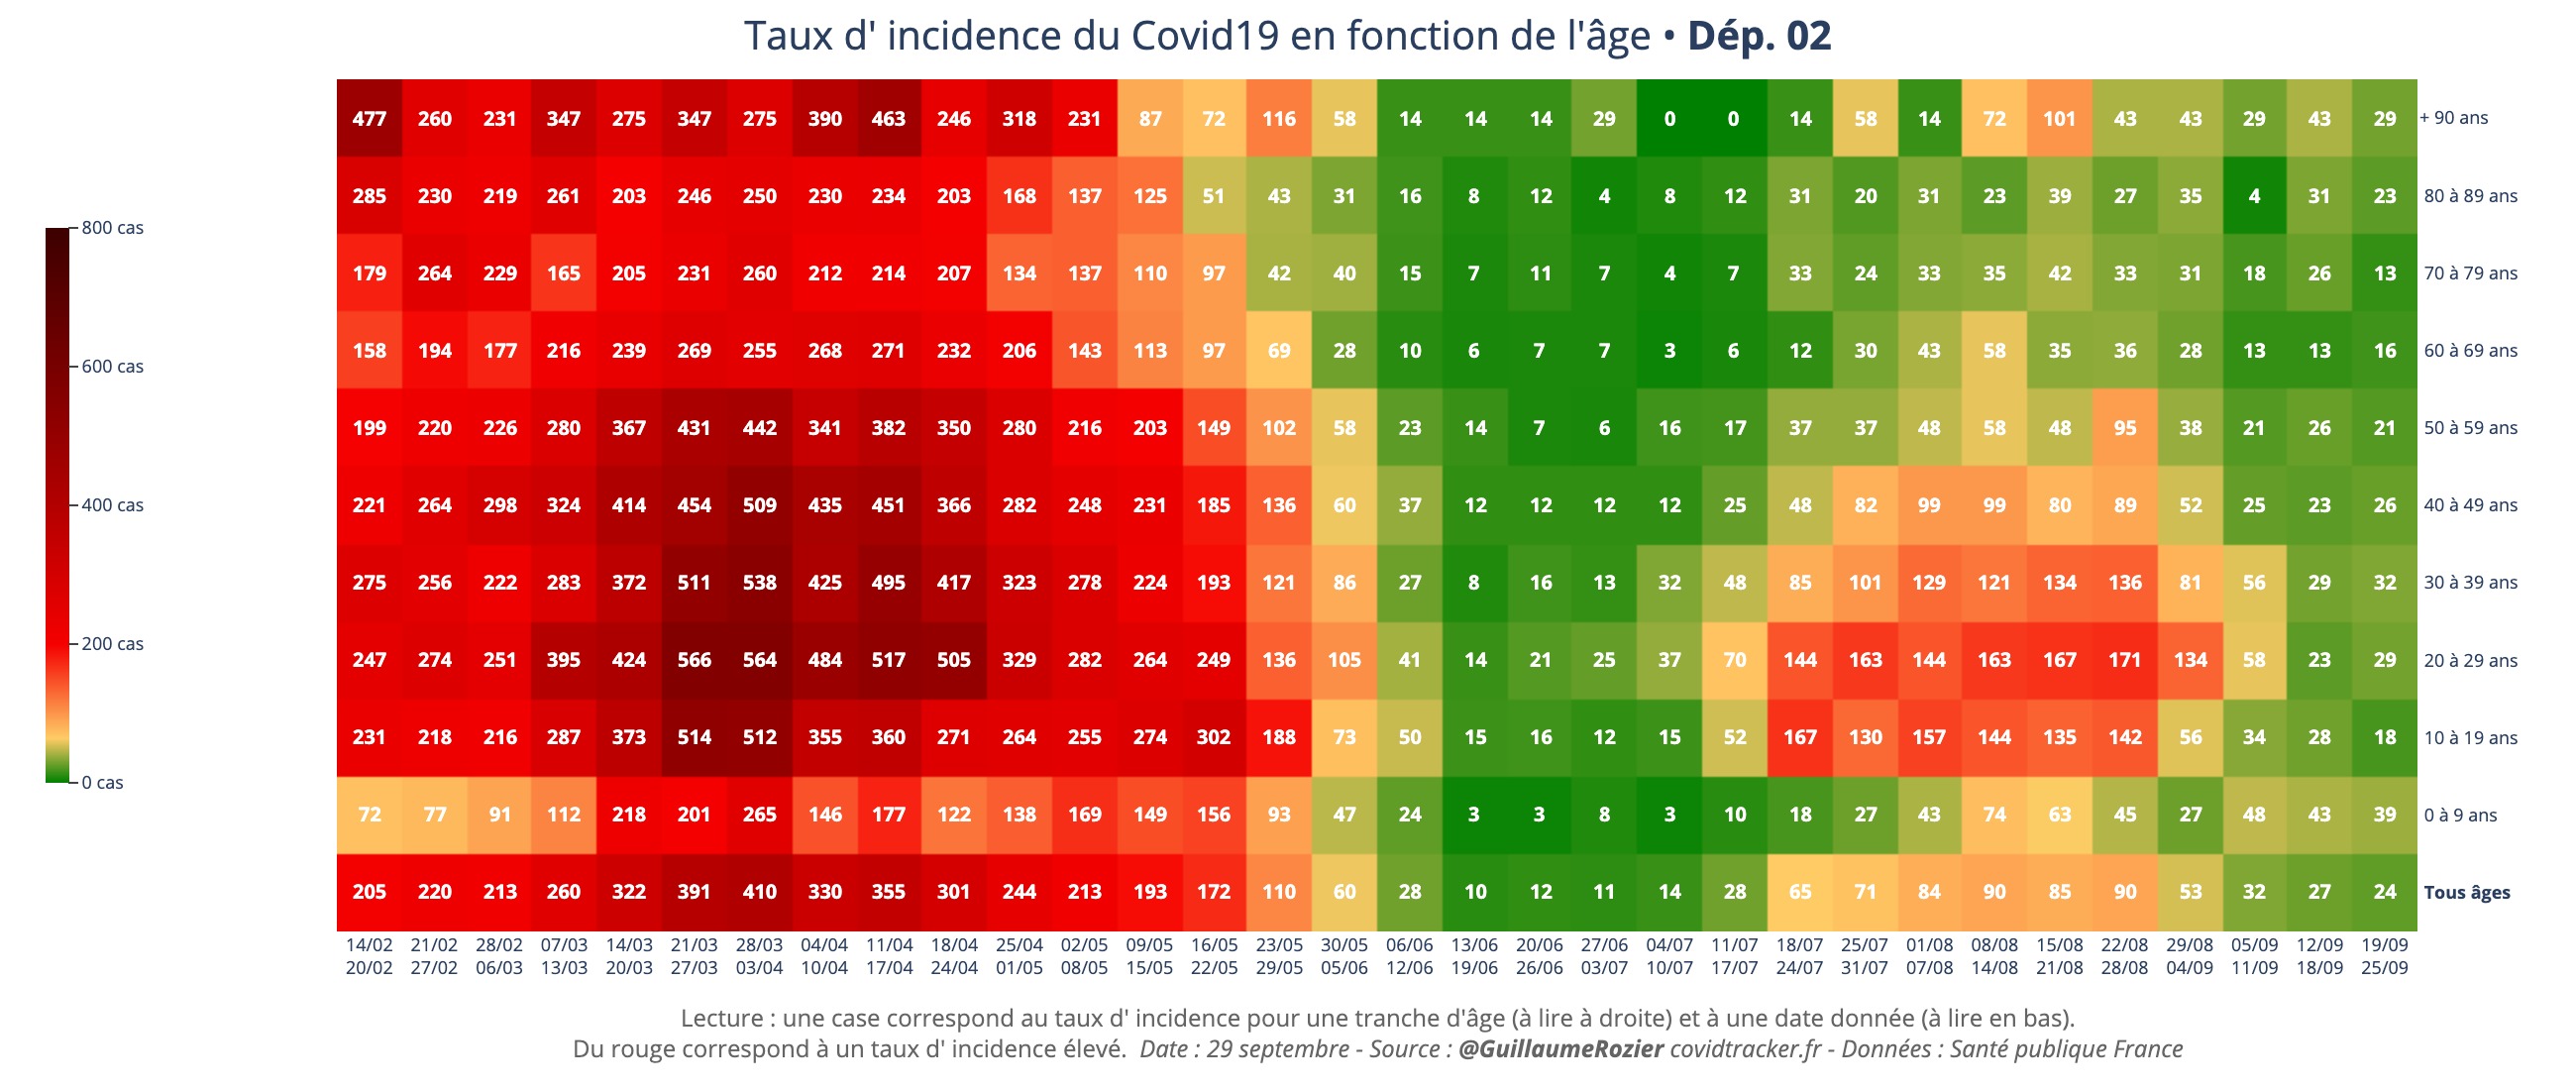 Taux d' incidence du Covid19 en fonction de l'âge • Dép. 02
800 cas
600 cas
400 cas
200 cas
0 cas
477 260 231 347 275 347 275 390 463 246 318 231 87 72 116 58 14 14 14 29 0 0 14 58 14 72 101 43 43 29 43 29 + 90 ans
285 230 219 261 203 246 250 230 234 203 168 137 125 51 43 31 16 8 12 4 8 12 31 20 31 23 39 27 35 4 31 23 80 à 89 ans
179 264 229 165 205 231 260 212 214 207 134 137 110 97 42 40 15 7 11 7 4 7 33 24 33 35 42 33 31 18 26 13 70 à 79 ans
158 194 177 216 239 269 255 268 271 232 206 143 113 97 69 28 10 6 7 7 3 6 12 30 43 58 35 36 28 13 13 16 60 à 69 ans
199 220 226 280 367 431 442 341 382 350 280 216 203 149 102 58 23 14 7 6 16 17 37 37 48 58 48 95 38 21 26 21 50 à 59 ans
221 264 298 324 414 454 509 435 451 366 282 248 231 185 136 60 37 12 12 12 12 25 48 82 99 99 80 89 52 25 23 26 40 à 49 ans
275 256 222 283 372 511 538 425 495 417 323 278 224 193 121 86 27 8 16 13 32 48 85 101 129 121 134 136 81 56 29 32 30 à 39 ans
247 274 251 395 424 566 564 484 517 505 329 282 264 249 136 105 41 14 21 25 37 70 144 163 144 163 167 171 134 58 23 29 20 à 29 ans
231 218 216 287 373 514 512 355 360 271 264 255 274 302 188 73 50 15 16 12 15 52 167 130 157 144 135 142 56 34 28 18 10 à 19 ans
72 77 91 112 218 201 265 146 177 122 138 169 149 156 93 47 24 3 3 8 3 10 18 27 43 74 63 45 27 48 43 39 0 à 9 ans
205 220 213 260 322 391 410 330 355 301 244 213 193 172 110 60 28 10 12 11 14 28 65 71 84 90 85 90 53 32 27 24 Tous âges
14/02 21/02 28/02 07/03 14/03 21/03 28/03 04/04 11/04 18/04 25/04 02/05 09/05 16/05 23/05 30/05 06/06 13/06 20/06 27/06 04/07 11/07 18/07 25/07 01/08 08/08 15/08 22/08 29/08 05/09 12/09 19/09
20/02 27/02 06/03 13/03 20/03 27/03 03/04 10/04 17/04 24/04 01/05 08/05 15/05 22/05 29/05 05/06 12/06 19/06 26/06 03/07 10/07 17/07 24/07 31/07 07/08 14/08 21/08 28/08 04/09 11/09 18/09 25/09
Lecture : une case correspond au taux d' incidence pour une tranche d'âge (à lire à droite) et à une date donnée (à lire en bas).
Du rouge correspond à un taux d' incidence élevé. Date : 29 septembre - Source : @GuillaumeRozier covidtracker.fr - Données : Santé publique France